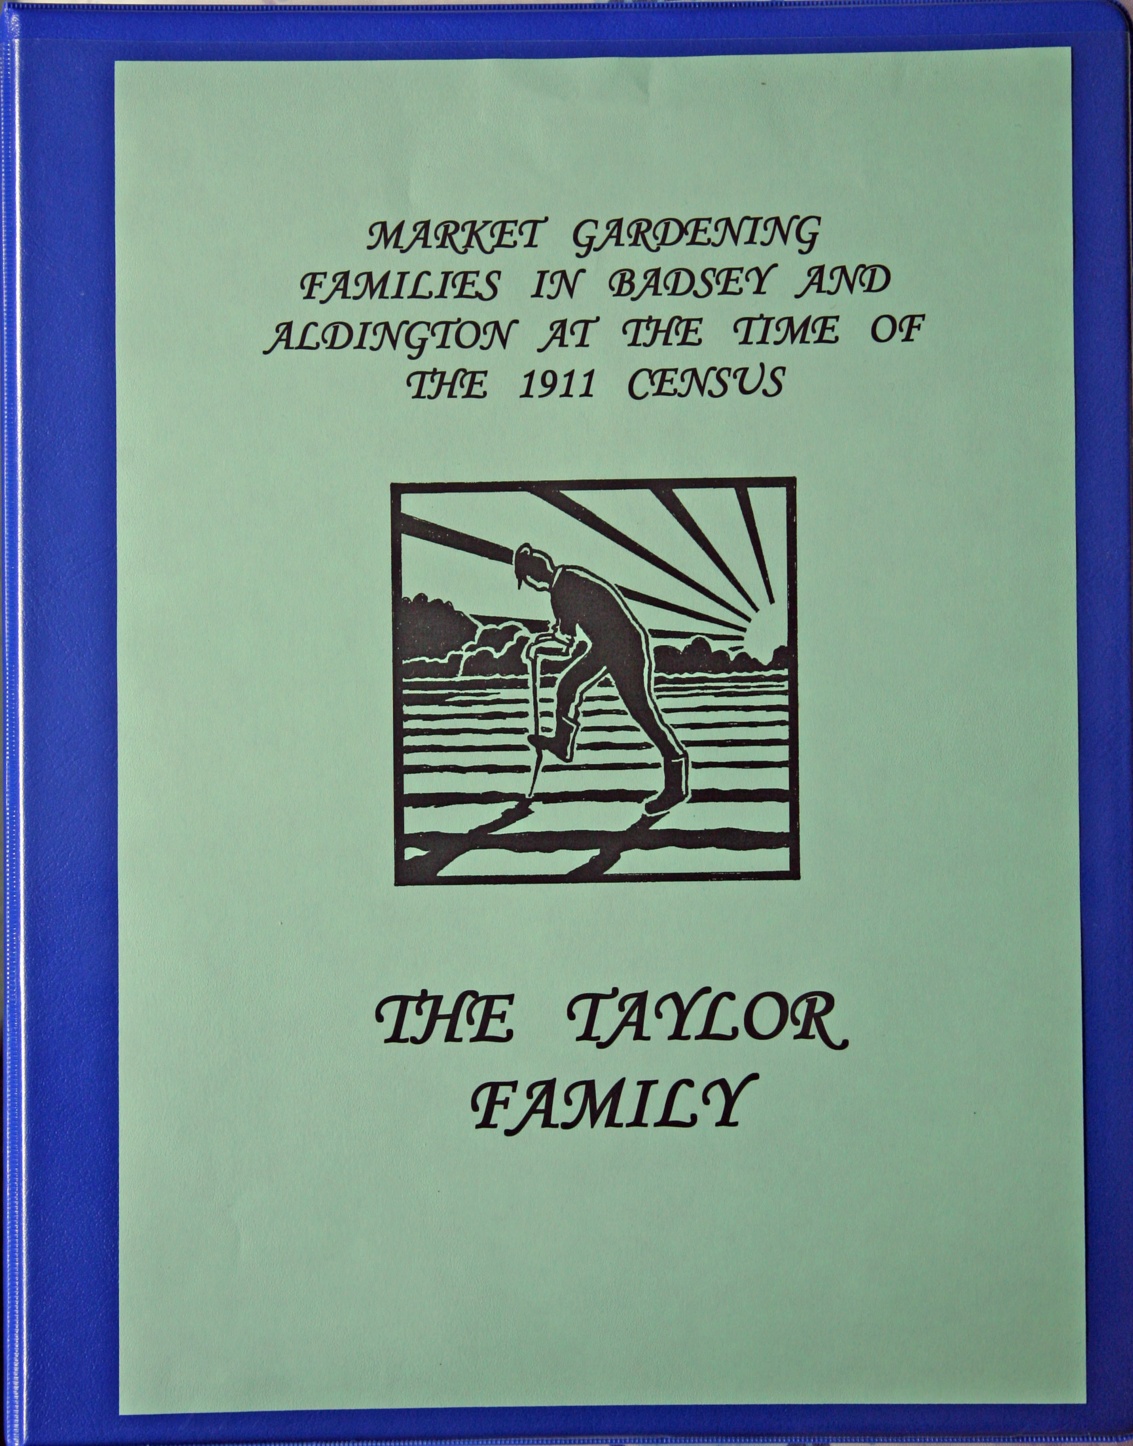 MARKET GARDENING
FAMILIES IN BADSEY AND
ALDINGTON AT THE TIME OF
THE 1911 CENSUS
THE TAYLOR
FAMILY